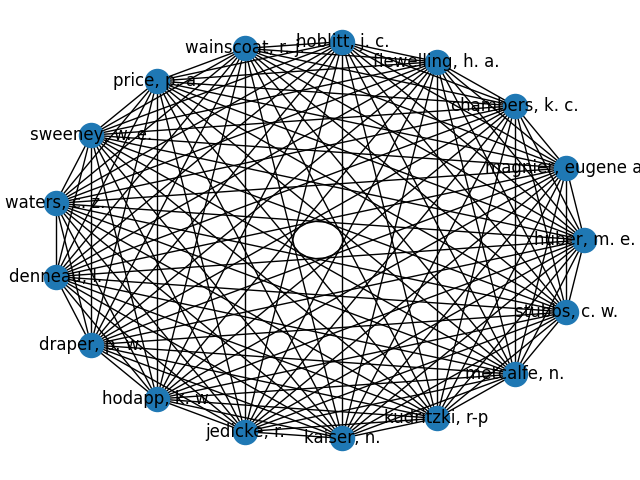 hoblitt, j. c.
wainscoat, r. j.
flewelling, h. a.
price, p. a.
chambers, k. c.
sweeney, w. e.
magnier, eugene a
waters, c. z.
huber, m. e.
denneau, l.
stubbs, c. w.
draper, p. w.
metcalfe, n.
hodapp, k. w.
kudritzki, r-p
jedicke, r.
kaiser, n.